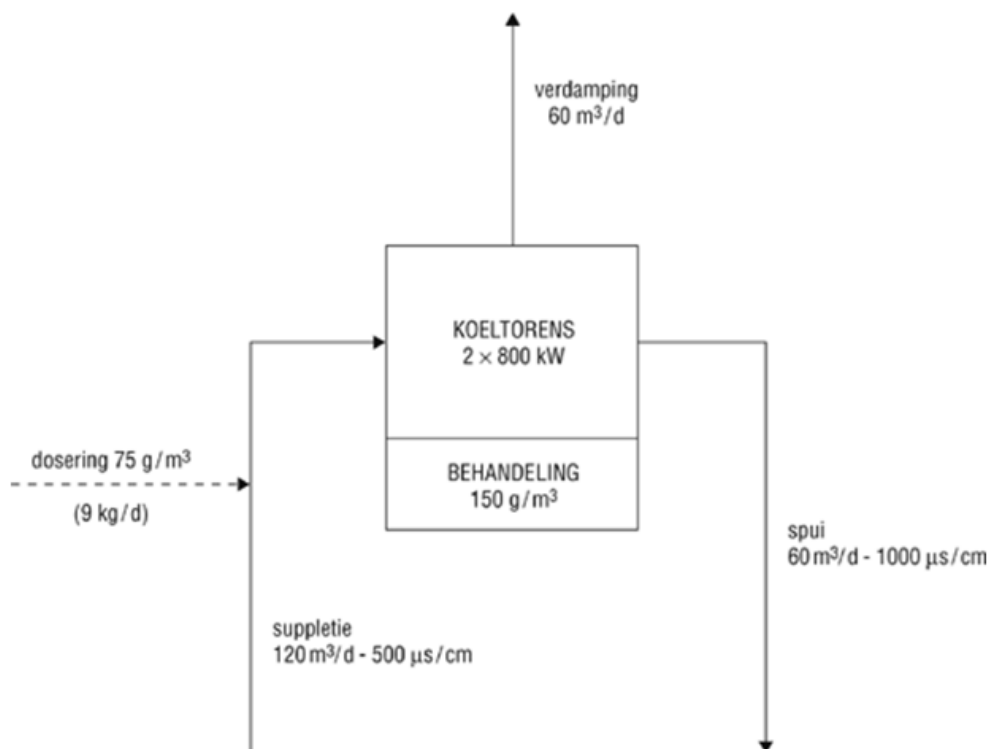 verdamping
60 m³/d
KOELTORENS
2 × 800 kW
dosering 75 g/m³
(9 kg/d)
BEHANDELING
150 g/m³
spui
60 m³/d - 1000 µs/cm
suppletie
120 m³/d - 500 µs/cm